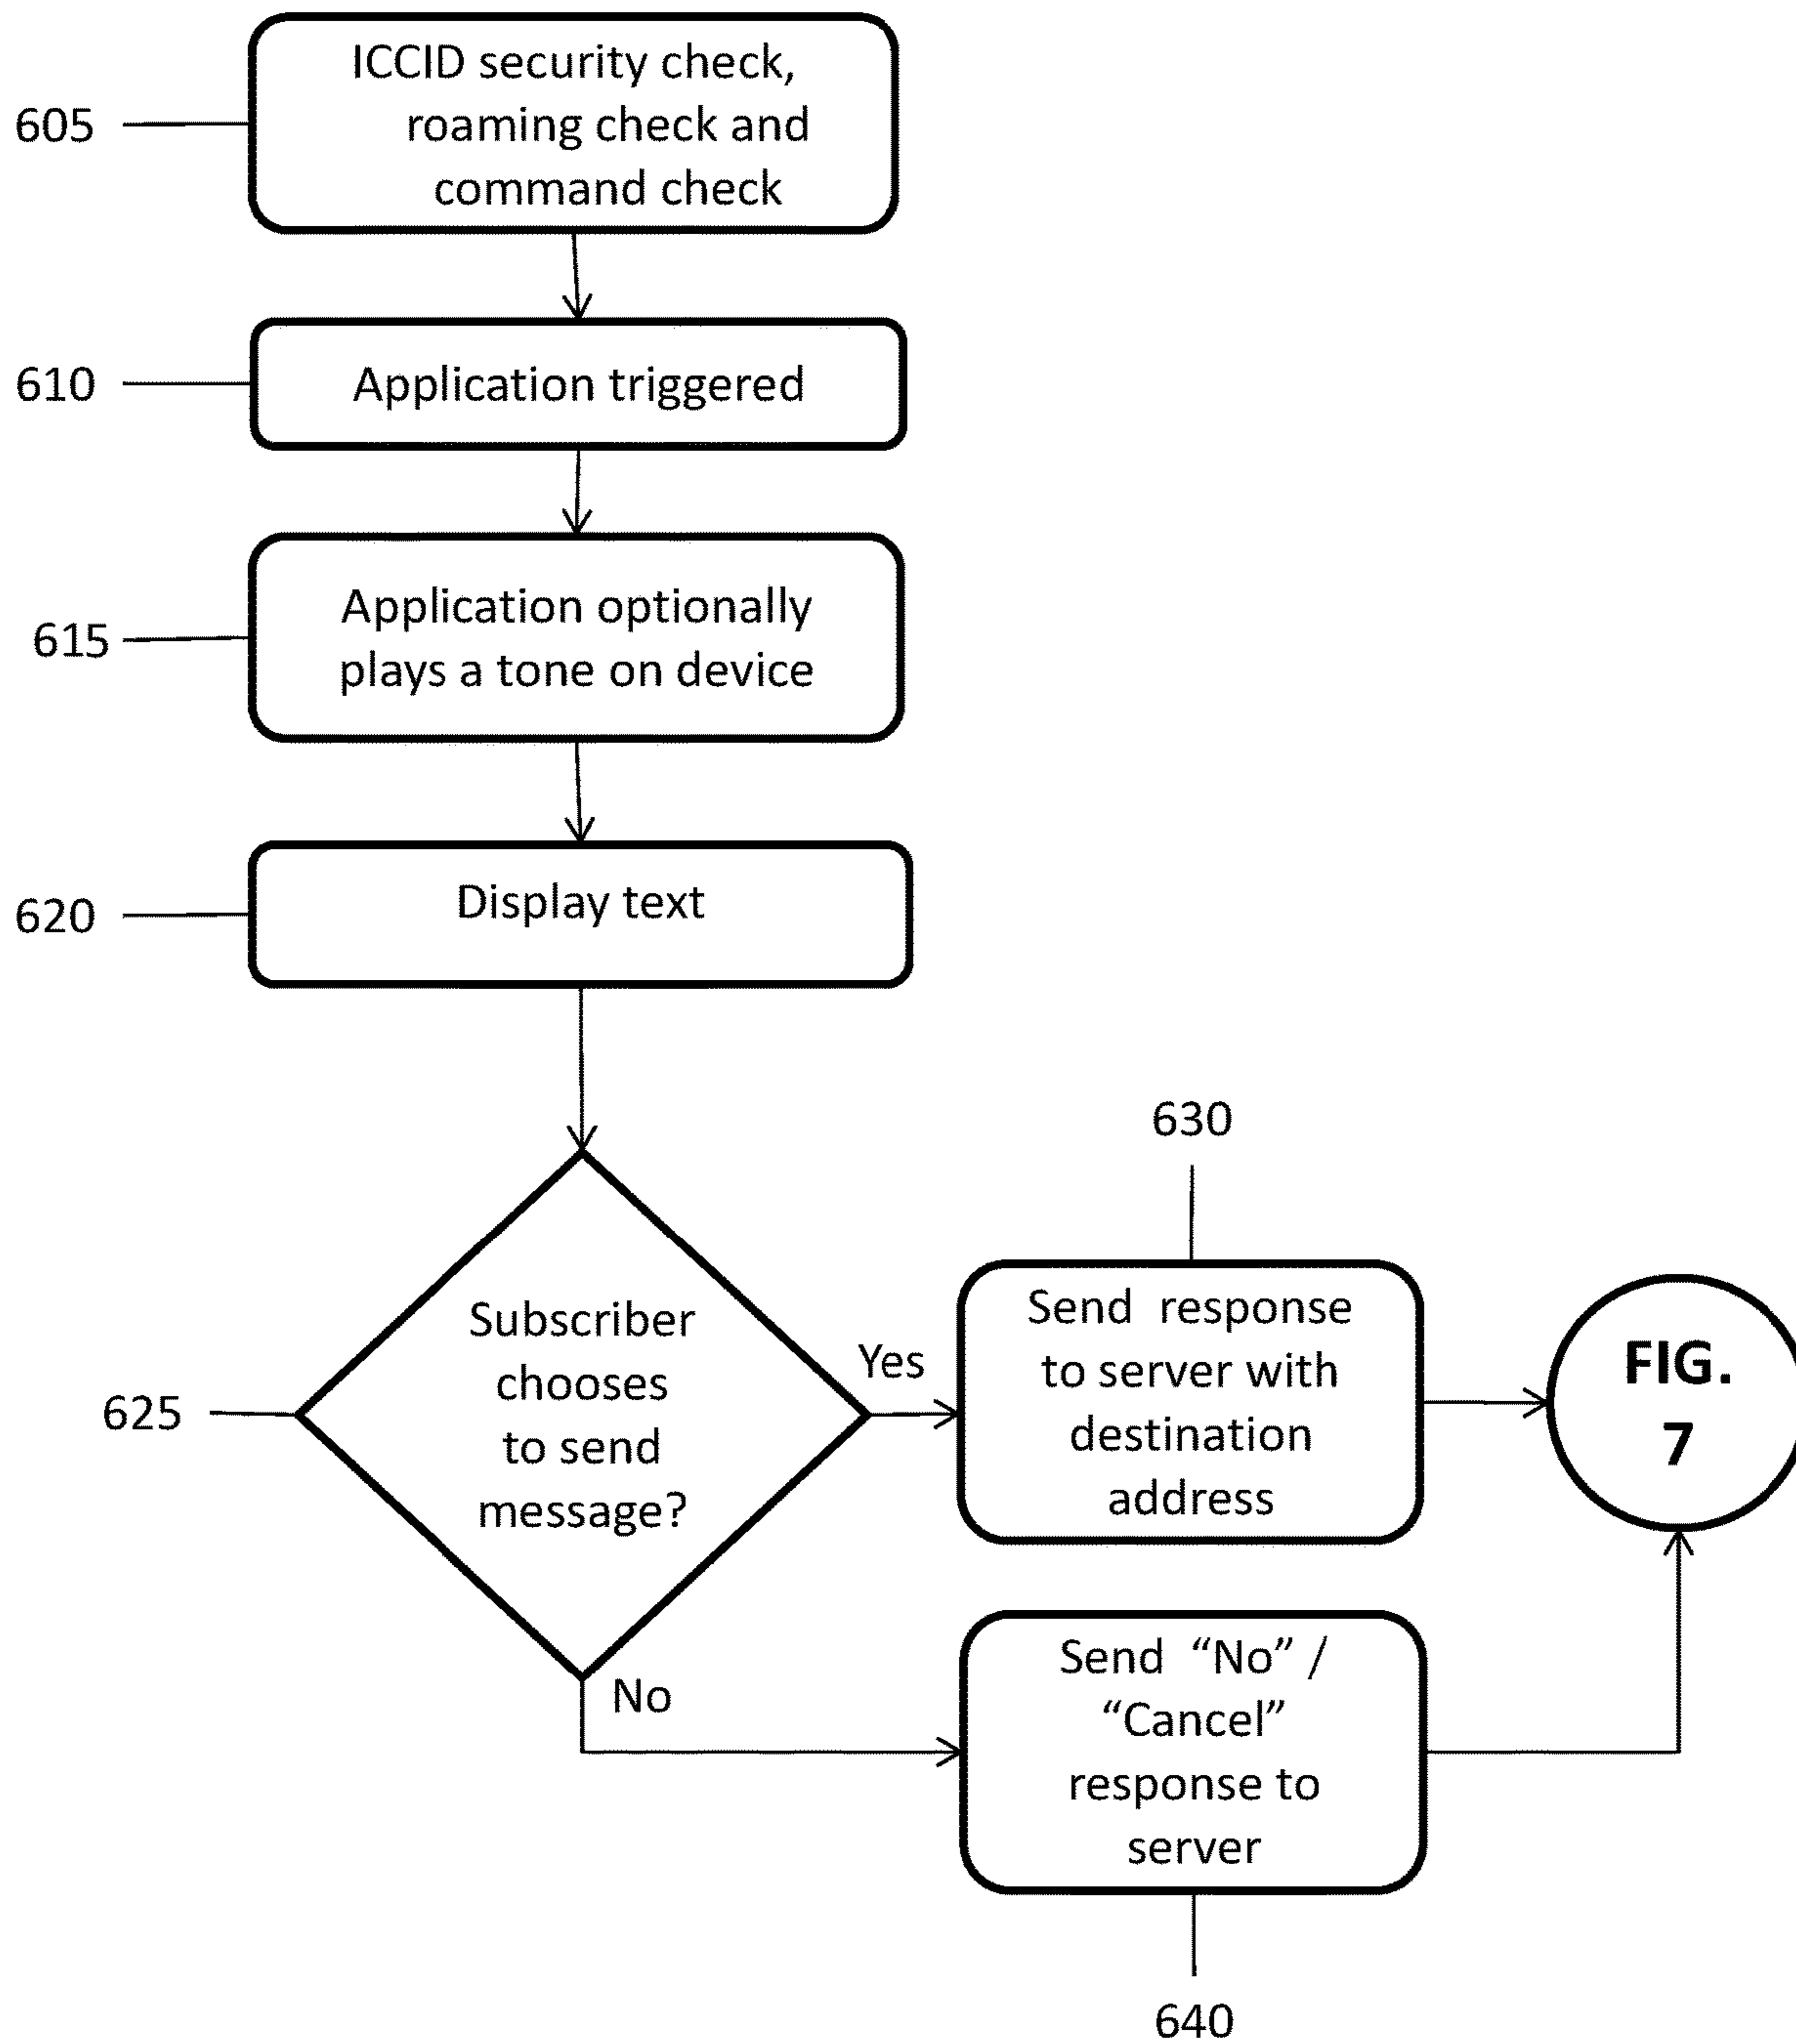 ICCID security check,
605
roaming check and
command check
610
Application triggered
Application optionally
615
plays a tone on device
620
Display text
630
Subscriber
chooses
to send
message?
625
Yes
Send response
to server with
destination
address
FIG.
7
No
Send “No” /
“Cancel”
response to
server
640